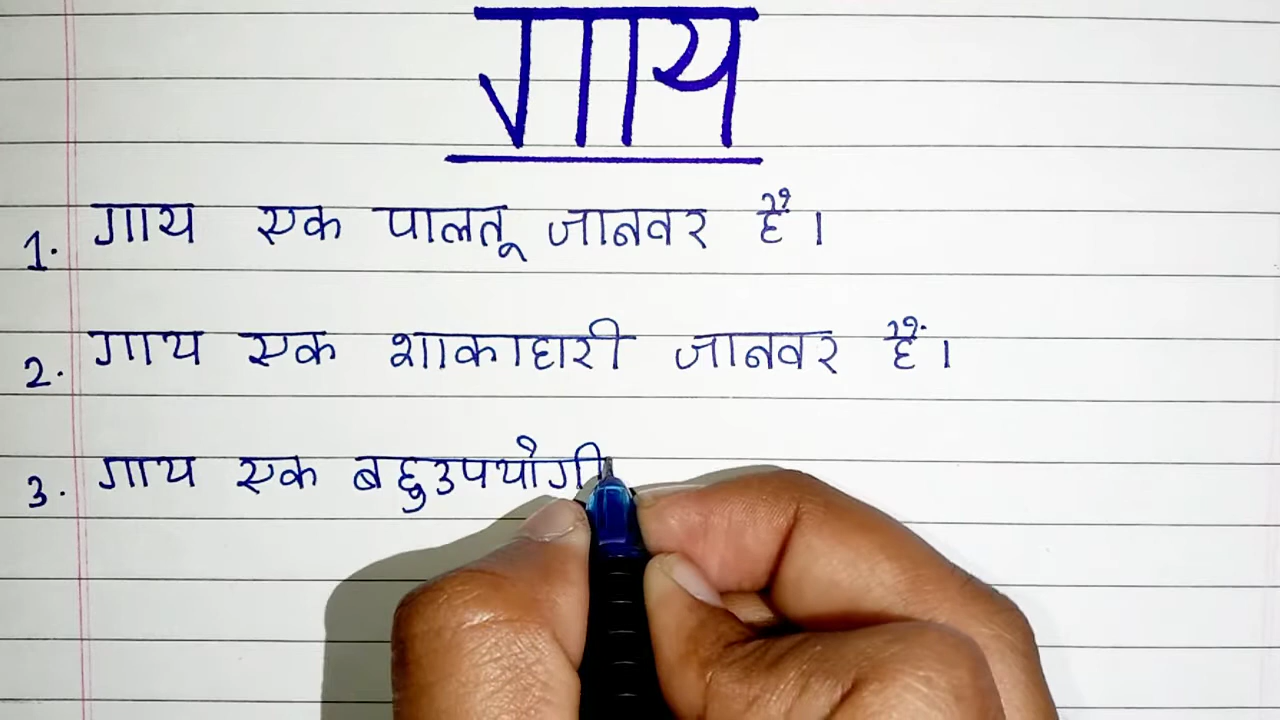 गाय
1. गाय एक पालतू जानवर है।
2. गाय एक शाकाहारी जानवर हैं।
3. गाय एक बहुउपयोगी